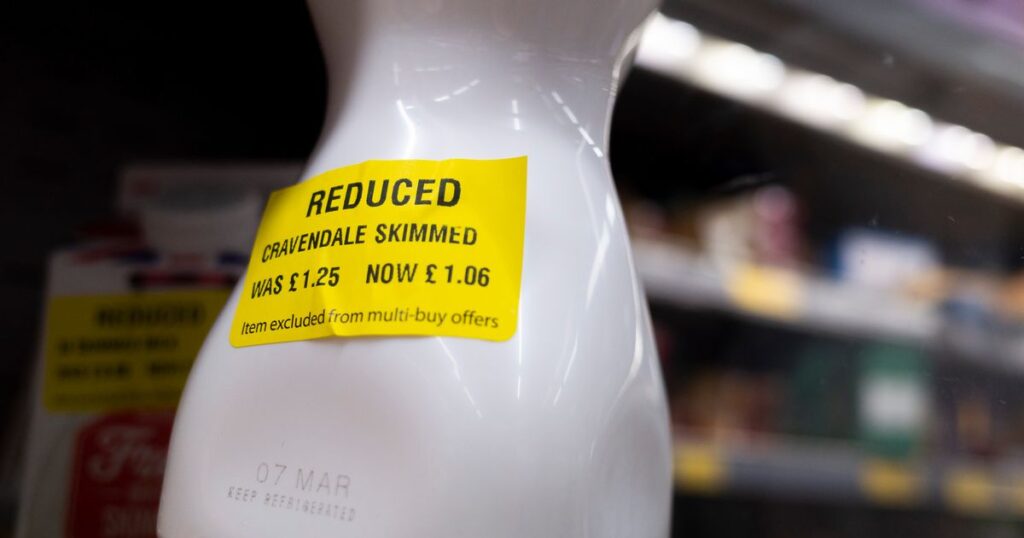 REDUCED
CRAVENDALE SKIMMED
WAS £1.25 NOW £1.06
Item excluded from multi-buy offers
07 MAR
KEEP REFRIGERATED
REDUCED